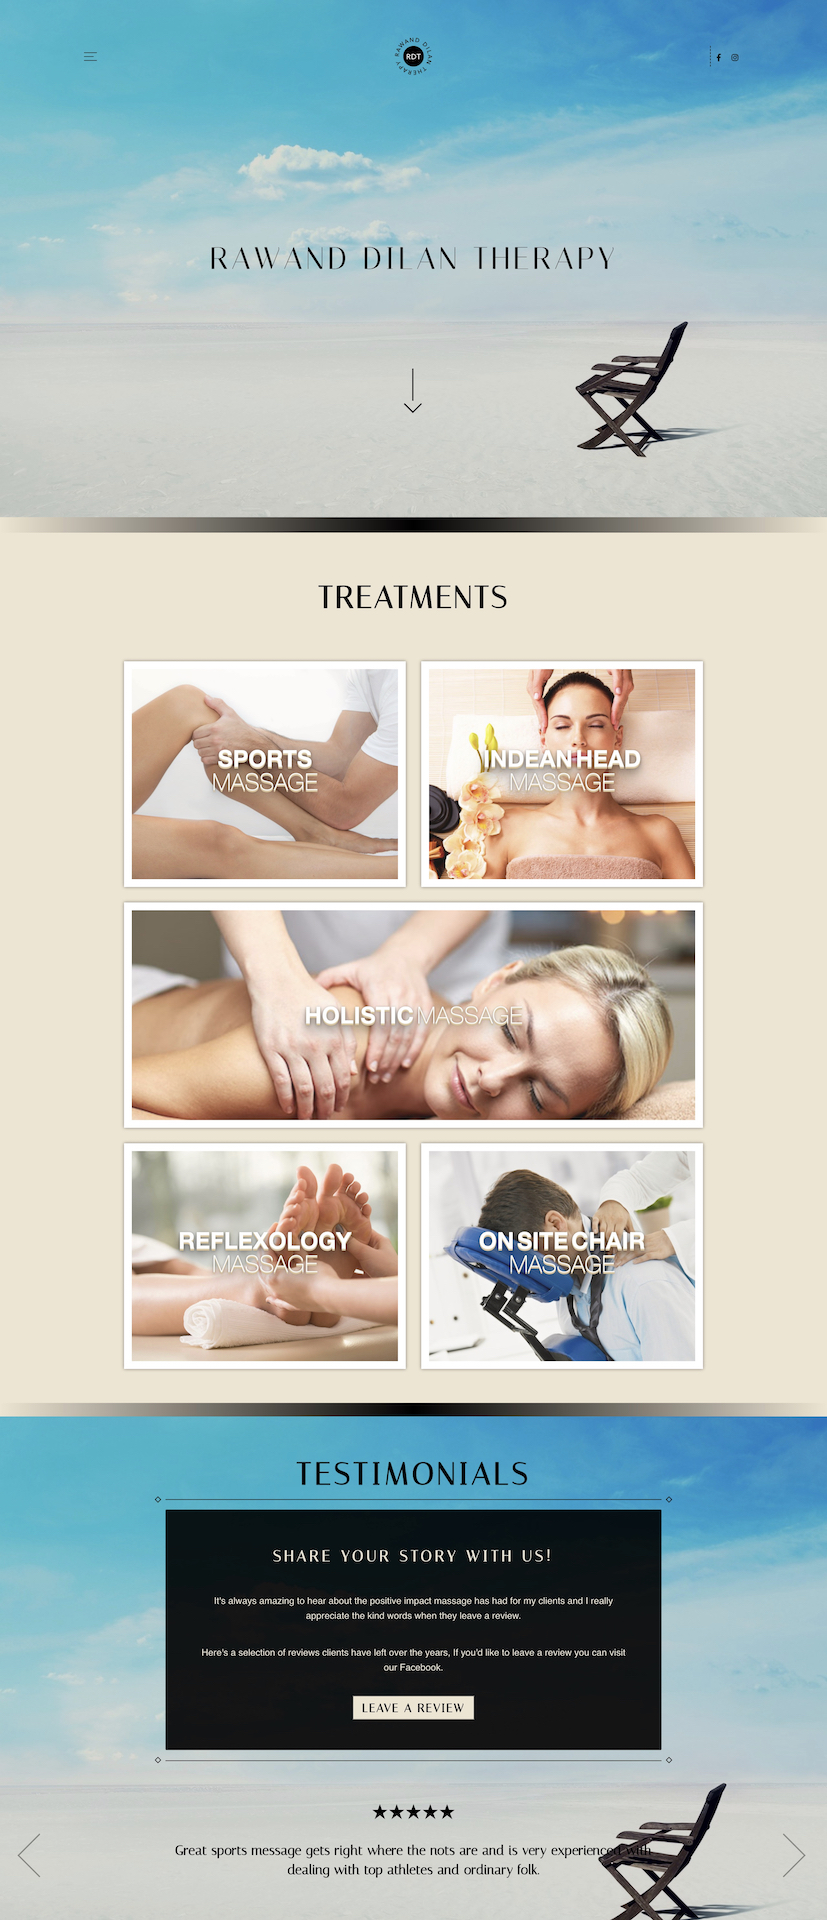 RAWAND DILAN THERAPY
RDT
RAWAND DILAN THERAPY
TREATMENTS
SPORTS
MASSAGE
INDEAN HEAD
MASSAGE
HOLISTIC MASSAGE
REFLEXOLOGY
MASSAGE
ON SITE CHAIR
MASSAGE
TESTIMONIALS
SHARE YOUR STORY WITH US!
It's always amazing to hear about the positive impact massage has had for my clients and I really
appreciate the kind words when they leave a review.
Here's a selection of reviews clients have left over the years, If you'd like to leave a review you can visit
our Facebook.
LEAVE A REVIEW
Great sports message gets right where the nots are and is very experienced with
dealing with top athletes and ordinary folk.